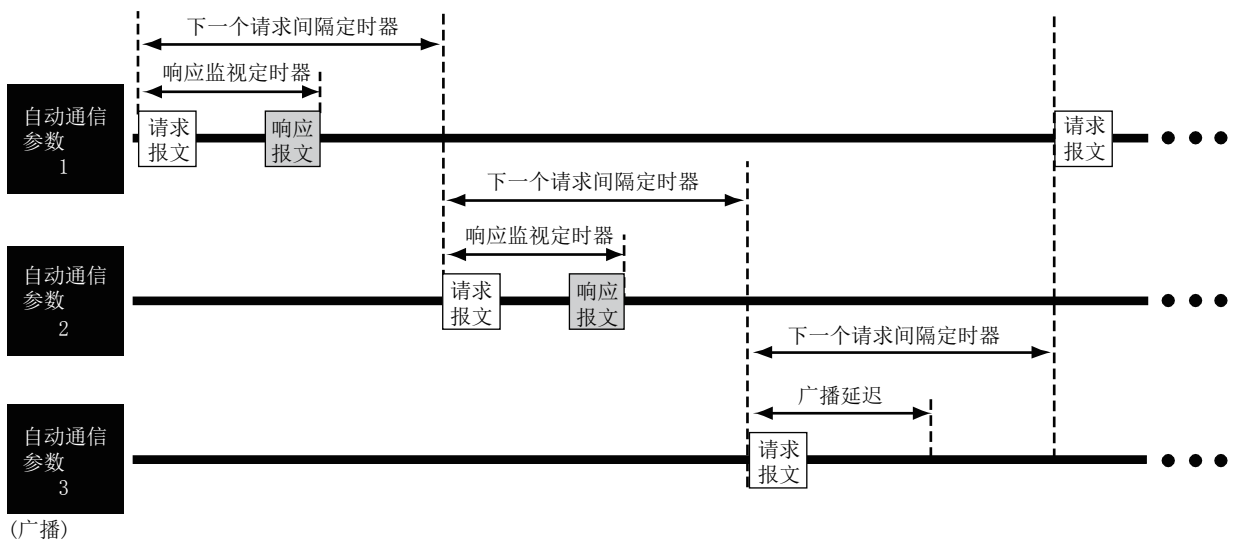 下一个请求间隔定时器
响应监视定时器
自动通信
参数
1
请求
报文
响应
报文
请求
报文
下一个请求间隔定时器
响应监视定时器
自动通信
参数
2
请求
报文
响应
报文
下一个请求间隔定时器
广播延迟
自动通信
参数
3
请求
报文
(广播)